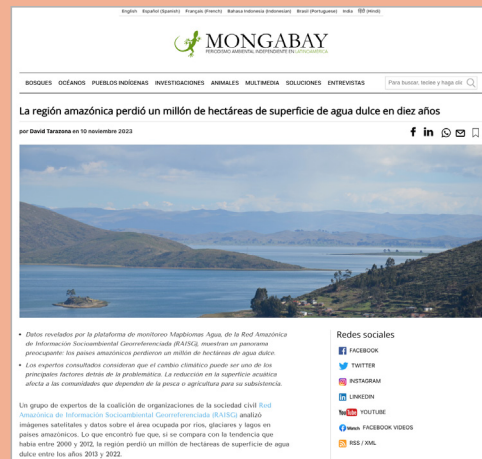 English Español (Spanish) Français (French) Bahasa Indonesia (Indonesian) Brasil (Portuguese) India हिंदी (Hindi)
MONGABAY
PERIODISMO AMBIENTAL INDEPENDIENTE EN LATINOAMÉRICA
BOSQUES OCÉANOS PUEBLOS INDÍGENAS INVESTIGACIONES ANIMALES MULTIMEDIA SOLUCIONES ENTREVISTAS Para buscar, teclee y haga clic
La región amazónica perdió un millón de hectáreas de superficie de agua dulce en diez años
por David Tarazona en 10 noviembre 2023
Datos revelados por la plataforma de monitoreo Mapbiomas Agua, de la Red Amazónica
de Información Socioambiental Georreferenciada (RAISG), muestran un panorama
preocupante: los países amazónicos perdieron un millón de hectáreas de agua dulce.
Los expertos consultados consideran que el cambio climático puede ser uno de los
principales factores detrás de la problemática. La reducción en la superficie acuática
afecta a las comunidades que dependen de la pesca o agricultura para su subsistencia.
Un grupo de expertos de la coalición de organizaciones de la sociedad civil Red
Amazónica de Información Socioambiental Georreferenciada (RAISG) analizó
imágenes satelitales y datos sobre el área ocupada por ríos, glaciares y lagos en
países amazónicos. Lo que encontró fue que, si se compara con la tendencia que
había entre 2000 y 2012, la región perdió un millón de hectáreas de superficie de agua
dulce entre los años 2013 y 2022.
Redes sociales
FACEBOOK
TWITTER
INSTAGRAM
LINKEDIN
YOUTUBE
Watch FACEBOOK VIDEOS
RSS / XML